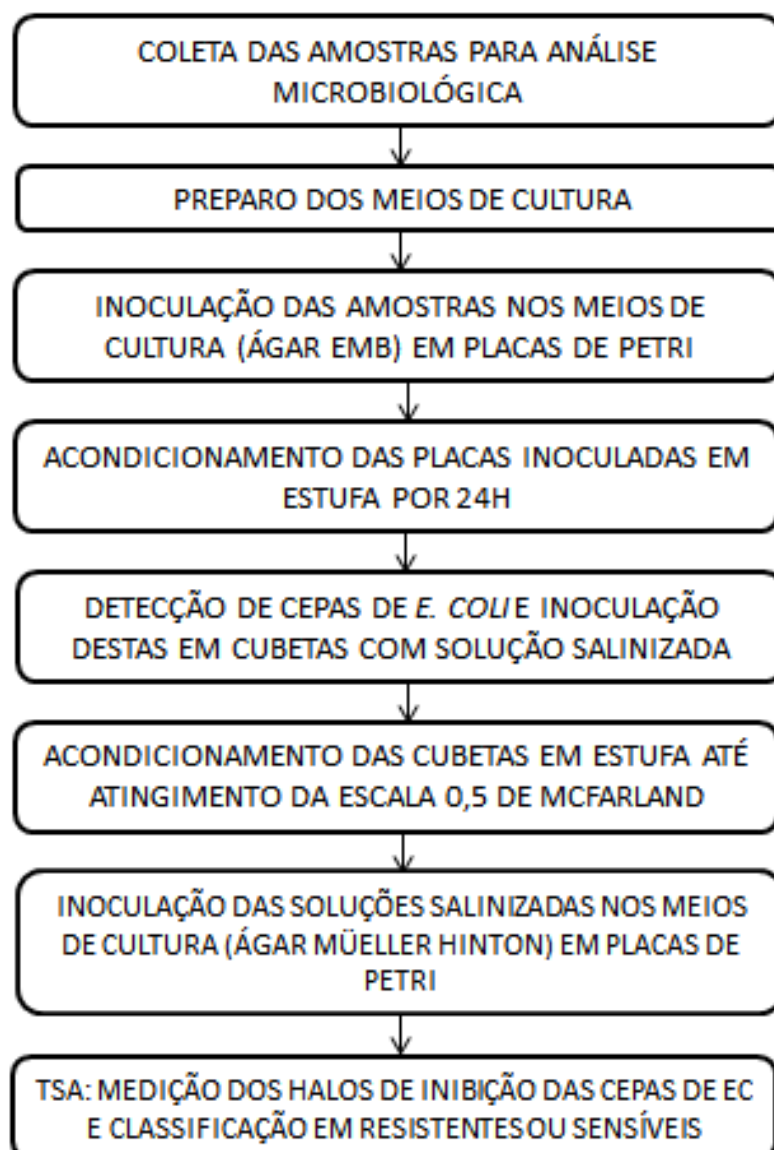 COLETA DAS AMOSTRAS PARA ANÁLISE
MICROBIOLÓGICA
PREPARO DOS MEIOS DE CULTURA
INOCULAÇÃO DAS AMOSTRAS NOS MEIOS DE
CULTURA (ÁGAR EMB) EM PLACAS DE PETRI
ACONDICIONAMENTO DAS PLACAS INOCULADAS EM
ESTUFA POR 24H
DETECÇÃO DE CEPAS DE E. COLI E INOCULAÇÃO
DESTAS EM CUBETAS COM SOLUÇÃO SALINIZADA
ACONDICIONAMENTO DAS CUBETAS EM ESTUFA ATÉ
ATINGIMENTO DA ESCALA 0,5 DE MCFARLAND
INOCULAÇÃO DAS SOLUÇÕES SALINIZADAS NOS MEIOS
DE CULTURA (ÁGAR MÜELLER HINTON) EM PLACAS DE
PETRI
TSA: MEDIÇÃO DOS HALOS DE INIBIÇÃO DAS CEPAS DE EC
E CLASSIFICAÇÃO EM RESISTENTES OU SENSÍVEIS